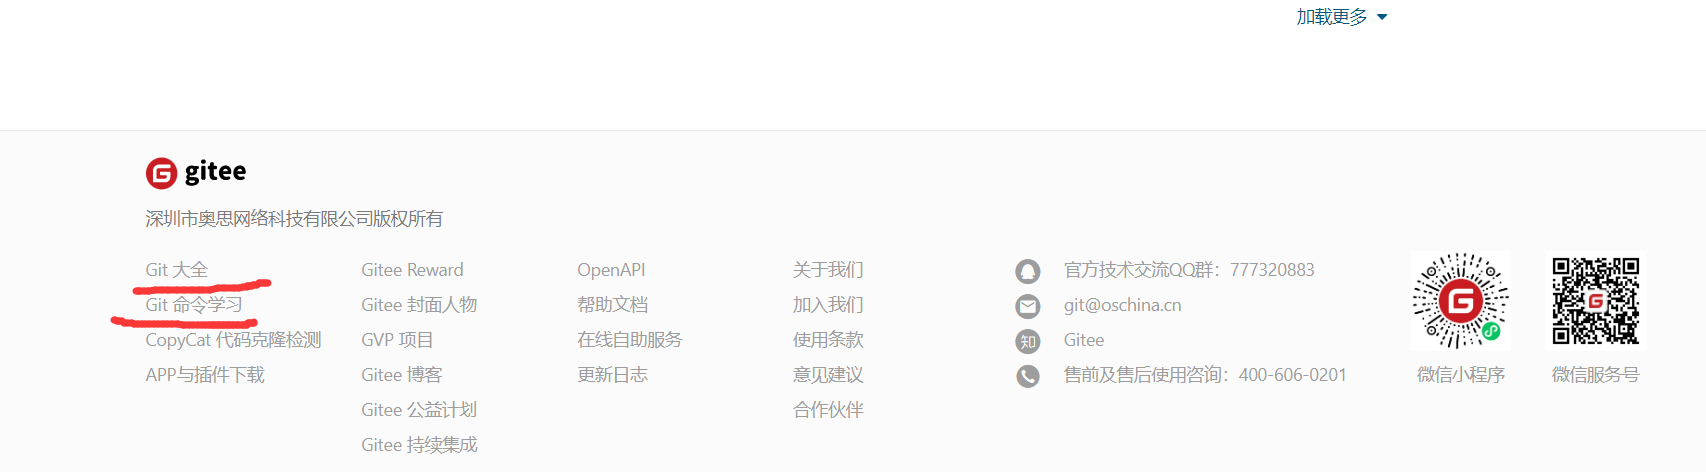 加载更多
gitee
深圳市奥思网络科技有限公司版权所有
Git 大全
Git 命令学习
CopyCat 代码克隆检测
APP与插件下载
Gitee Reward
Gitee 封面人物
GVP 项目
Gitee 博客
Gitee 公益计划
Gitee 持续集成
OpenAPI
帮助文档
在线自助服务
更新日志
关于我们
加入我们
使用条款
意见建议
合作伙伴
官方技术交流QQ群：777320883
git@oschina.cn
知 Gitee
售前及售后使用咨询：400-606-0201
微信小程序
微信服务号